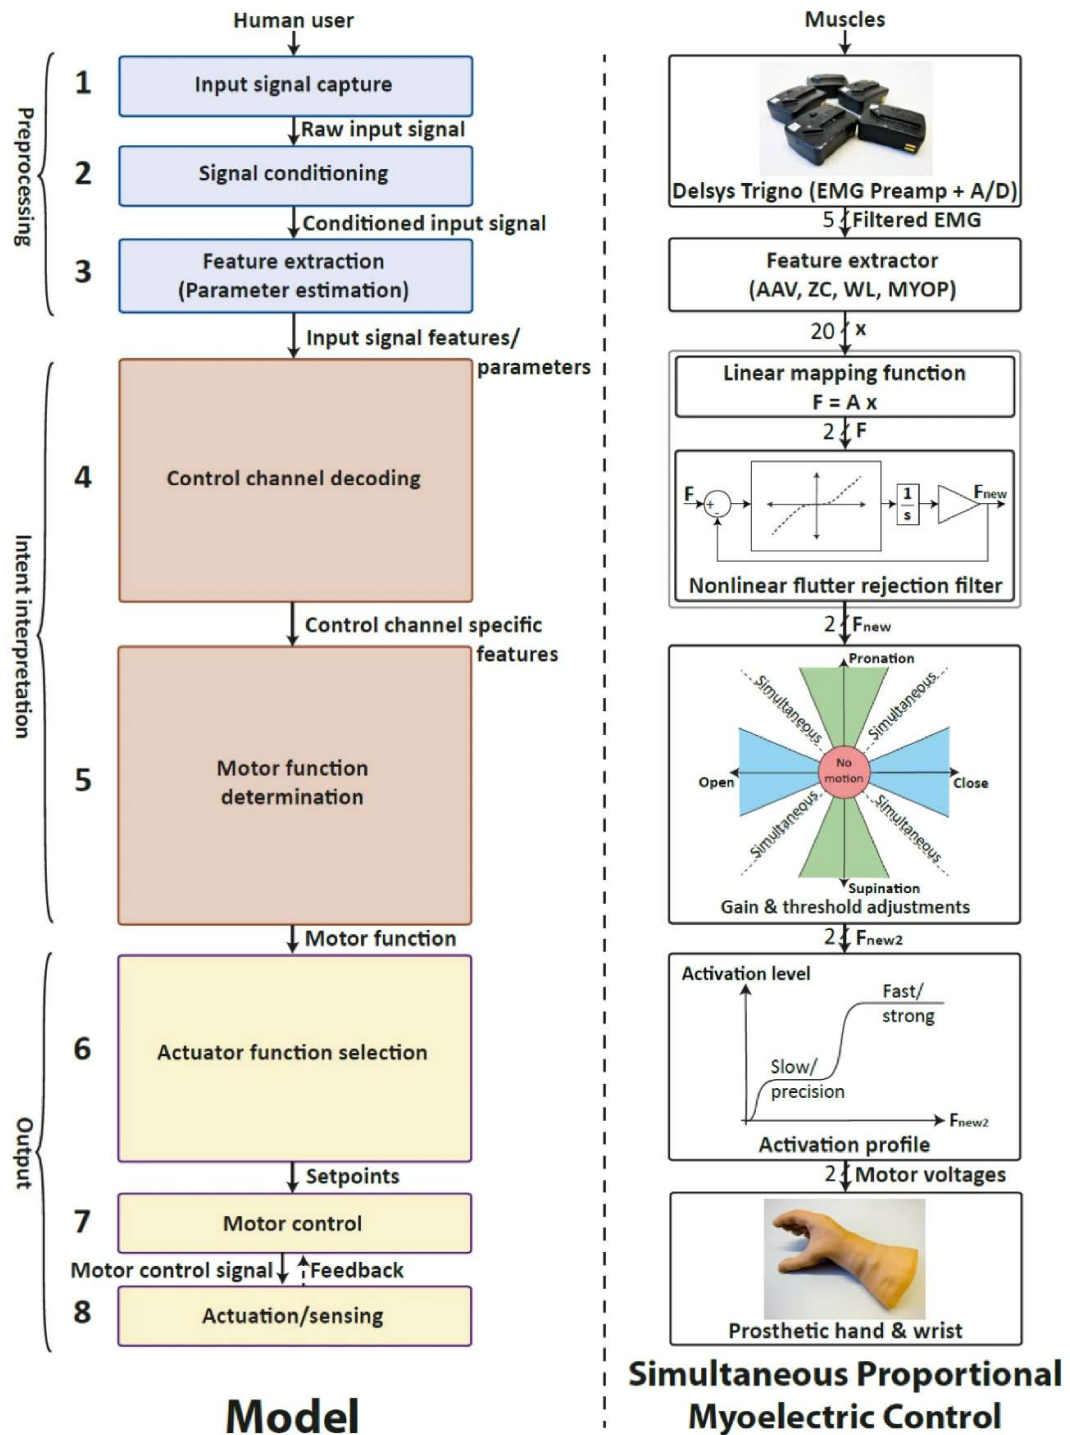 Human user
Preprocessing
1
Input signal capture
Raw input signal
2
Signal conditioning
Conditioned input signal
3
Feature extraction
(Parameter estimation)
Input signal features/
parameters
Intent interpretation
4
Control channel decoding
Control channel specific
features
5
Motor function
determination
Motor function
Output
6
Actuator function selection
Setpoints
7
Motor control
Motor control signal
Feedback
8
Actuation/sensing
Model
Muscles
Delsys Trigno (EMG Preamp + A/D)
5 Filtered EMG
Feature extractor
(AAV, ZC, WL, MYOP)
20 x
Linear mapping function
F = A x
2 F
F
+
-
1
s
Fnew
Nonlinear flutter rejection filter
2 Fnew
Pronation
Simultaneous
Simultaneous
No
motion
Open
Close
Simultaneous
Simultaneous
Supination
Gain & threshold adjustments
2 Fnew2
Activation level
Fast/
strong
Slow/
precision
Fnew2
Activation profile
2 Motor voltages
Prosthetic hand & wrist
Simultaneous Proportional
Myoelectric Control